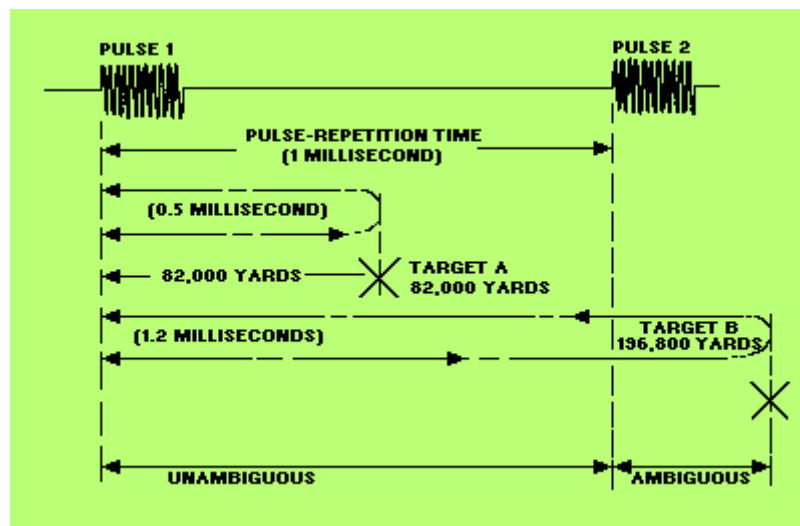 PULSE 1
PULSE 2
PULSE-REPETITION TIME
(1 MILLISECOND)
(0.5 MILLISECOND)
82,000 YARDS
TARGET A
82,000 YARDS
(1.2 MILLISECONDS)
TARGET B
196,800 YARDS
UNAMBIGUOUS
AMBIGUOUS